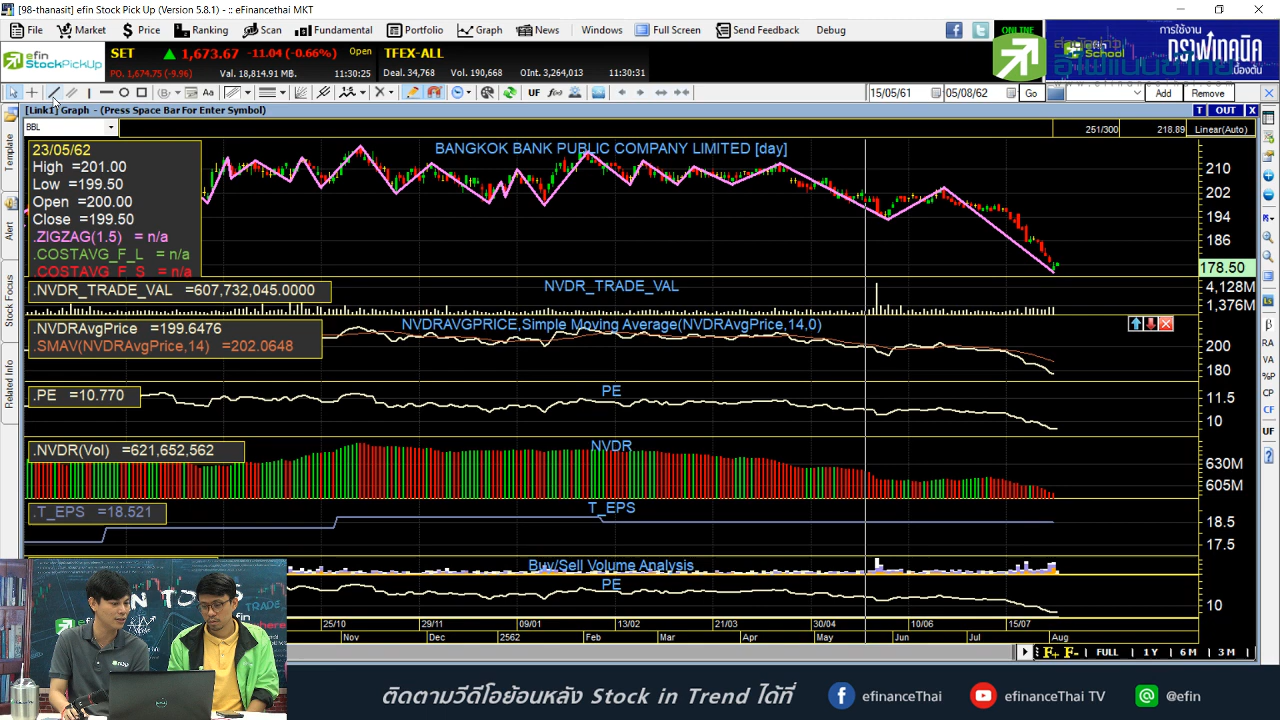 [98-thanasit] efin Stock Pick Up (Version 5.8.1) - :: eFinancethai MKT
File Market Price Ranking Scan Fundamental Portfolio Graph News Windows Full Screen Send Feedback Debug
ONLINE
การใช้งาน
กราฟเทคนิค
เบื้องต้น
efin School
efin StockPickUp
SET 1,673.67 -11.04 (-0.66%) Open
PO. 1,674.75 (-9.96) Val. 18,814.91 MB. 11:30:25
TFEX-ALL
Deal. 34,768 Vol. 190,668 OInt. 3,264,013 11:30:31
Aa UF f(x) 15/05/61 05/08/62 Go Add Remove
[Link1] Graph - (Press Space Bar For Enter Symbol) T OUT X
BBL 251/300 218.89 Linear(Auto)
BANGKOK BANK PUBLIC COMPANY LIMITED [day]
23/05/62
High =201.00
Low =199.50
Open =200.00
Close =199.50
.ZIGZAG(1.5) = n/a
.COSTAVG_F_L = n/a
.COSTAVG_F_S = n/a
210
202
194
186
178.50
.NVDR_TRADE_VAL =607,732,045.0000
NVDR_TRADE_VAL
4,128M
1,376M
.NVDRAvgPrice =199.6476
.SMAV(NVDRAvgPrice,14) =202.0648
NVDRAVGPRICE,Simple Moving Average(NVDRAvgPrice,14,0)
200
180
.PE =10.770
PE
11.5
10
.NVDR(Vol) =621,652,562
NVDR
630M
605M
.T_EPS =18.521
T_EPS
18.5
17.5
Buy/Sell Volume Analysis
PE
10
25/10 29/11 09/01 13/02 21/03 10/06 15/07
Nov Dec 2562 Feb Mar Apr May Jun Jul Aug
F+ F- FULL 1 Y 6 M 3 M
Template
Alert
Stock Focus
Related Info
β
RA
VA
%P
CP
CF
UF
ติดตามวีดีโอย้อนหลัง Stock in Trend ได้ที่ efinanceThai efinanceThai TV @efin